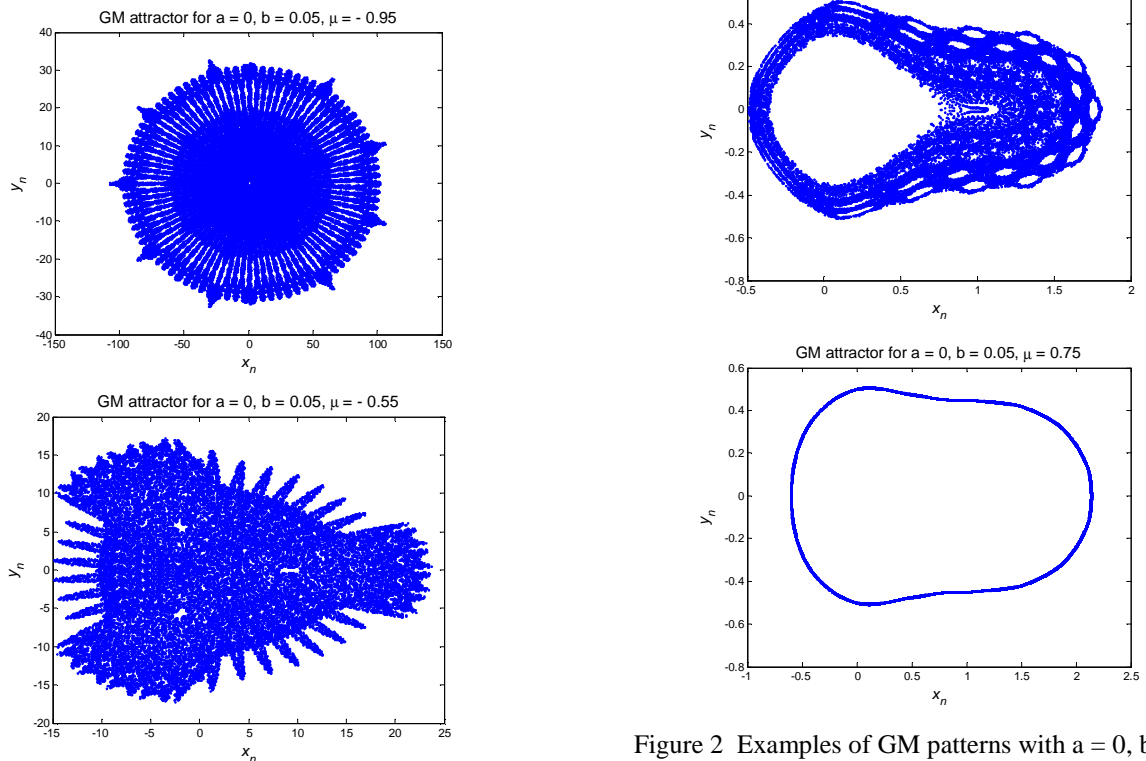 GM attractor for a = 0, b = 0.05, μ = - 0.95
40
30
20
10
0
-10
-20
-30
-40
y_n
-150 -100 -50 0 50 100 150
x_n
GM attractor for a = 0, b = 0.05, μ = - 0.55
20
15
10
5
0
-5
-10
-15
-20
y_n
-15 -10 -5 0 5 10 15 20 25
x_n
0.4
0.2
0
-0.2
-0.4
-0.6
-0.8
y_n
-0.5 0 0.5 1 1.5 2
x_n
GM attractor for a = 0, b = 0.05, μ = 0.75
0.6
0.4
0.2
0
-0.2
-0.4
-0.6
-0.8
y_n
-1 -0.5 0 0.5 1 1.5 2 2.5
x_n
Figure 2 Examples of GM patterns with a = 0, b